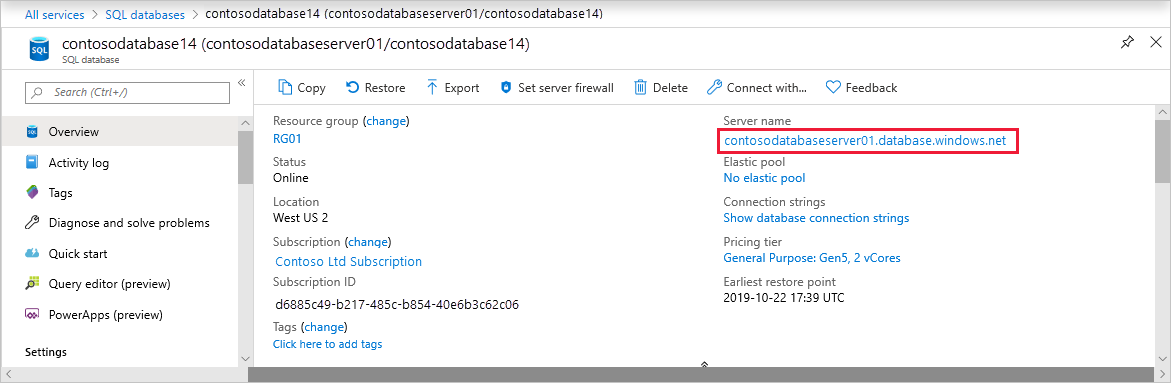 All services > SQL databases > contosodatabase14 (contosodatabaseserver01/contosodatabase14)
contosodatabase14 (contosodatabaseserver01/contosodatabase14)
SQL
SQL database
Search (Ctrl+/)
«
Overview
Activity log
Tags
Diagnose and solve problems
Quick start
Query editor (preview)
PowerApps (preview)
Settings
Copy Restore Export Set server firewall Delete Connect with... Feedback
Resource group (change)
RG01
Status
Online
Location
West US 2
Subscription (change)
Contoso Ltd Subscription
Subscription ID
d6885c49-b217-485c-b854-40e6b3c62c06
Tags (change)
Click here to add tags
Server name
contosodatabaseserver01.database.windows.net
Elastic pool
No elastic pool
Connection strings
Show database connection strings
Pricing tier
General Purpose: Gen5, 2 vCores
Earliest restore point
2019-10-22 17:39 UTC